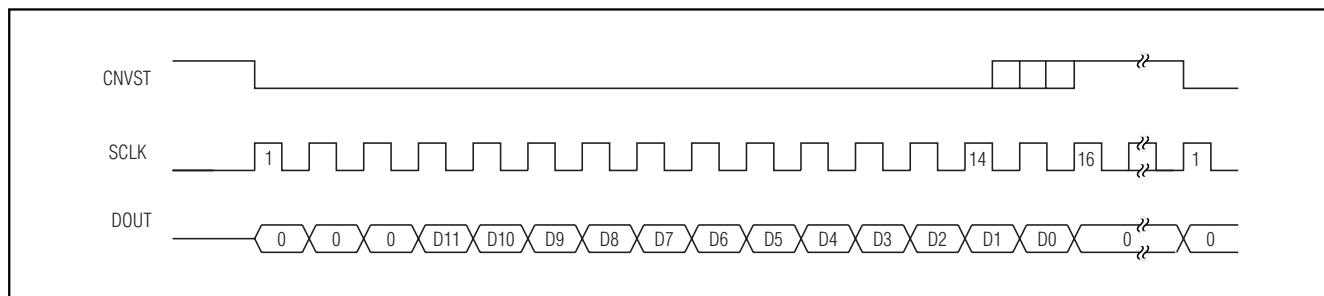 CNVST
SCLK
1 14 16 1
DOUT
0 0 0 D11 D10 D9 D8 D7 D6 D5 D4 D3 D2 D1 D0 0 0